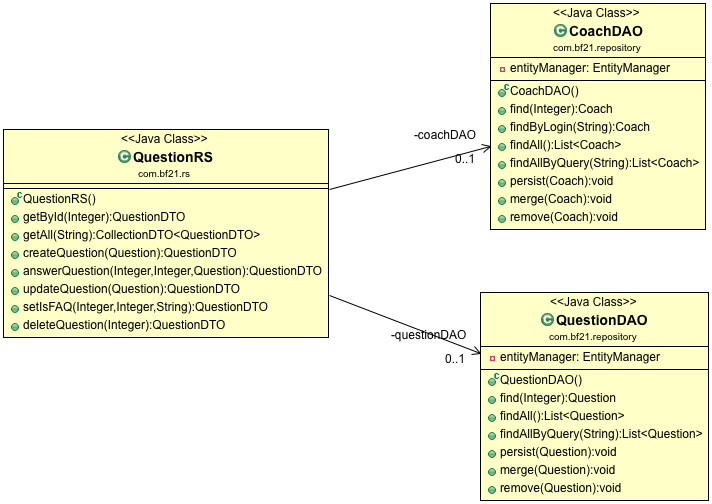 <<Java Class>>
CoachDAO
com.bf21.repository
entityManager: EntityManager
CoachDAO()
find(Integer):Coach
findByLogin(String):Coach
findAll():List<Coach>
findAllByQuery(String):List<Coach>
persist(Coach):void
merge(Coach):void
remove(Coach):void
-coachDAO
0..1
<<Java Class>>
QuestionRS
com.bf21.rs
QuestionRS()
getById(Integer):QuestionDTO
getAll(String):CollectionDTO<QuestionDTO>
createQuestion(Question):QuestionDTO
answerQuestion(Integer,Integer,Question):QuestionDTO
updateQuestion(Question):QuestionDTO
setIsFAQ(Integer,Integer,String):QuestionDTO
deleteQuestion(Integer):QuestionDTO
-questionDAO
0..1
<<Java Class>>
QuestionDAO
com.bf21.repository
entityManager: EntityManager
QuestionDAO()
find(Integer):Question
findAll():List<Question>
findAllByQuery(String):List<Question>
persist(Question):void
merge(Question):void
remove(Question):void